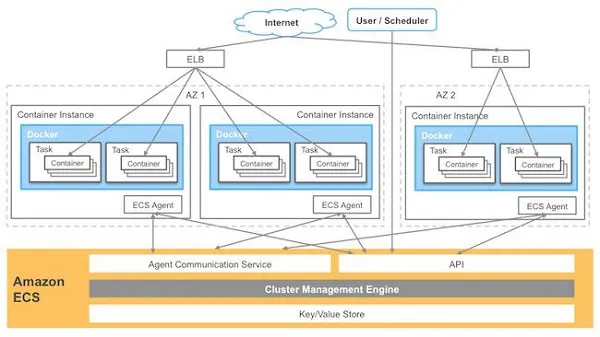 Internet
User / Scheduler
ELB
ELB
AZ 1
AZ 2
Container Instance
Container Instance
Container Instance
Docker
Docker
Docker
Task
Task
Task
Task
Task
Task
Container
Container
Container
Container
Container
Container
ECS Agent
ECS Agent
ECS Agent
Amazon
ECS
Agent Communication Service
API
Cluster Management Engine
Key/Value Store